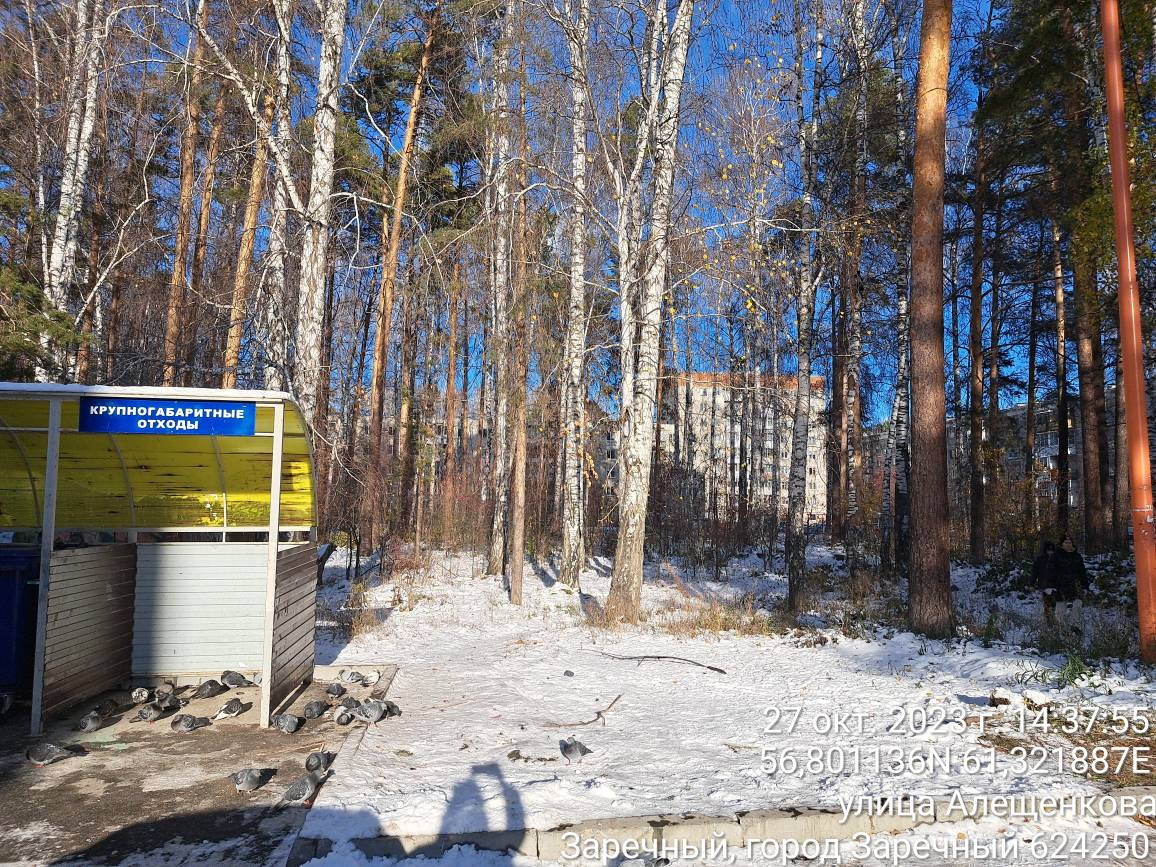 КРУПНОГАБАРИТНЫЕ
ОТХОДЫ
27 окт. 2023 г. 14:37:55
56,801136N 61,321887E
улица Алещенкова
Заречный, город Заречный 624250